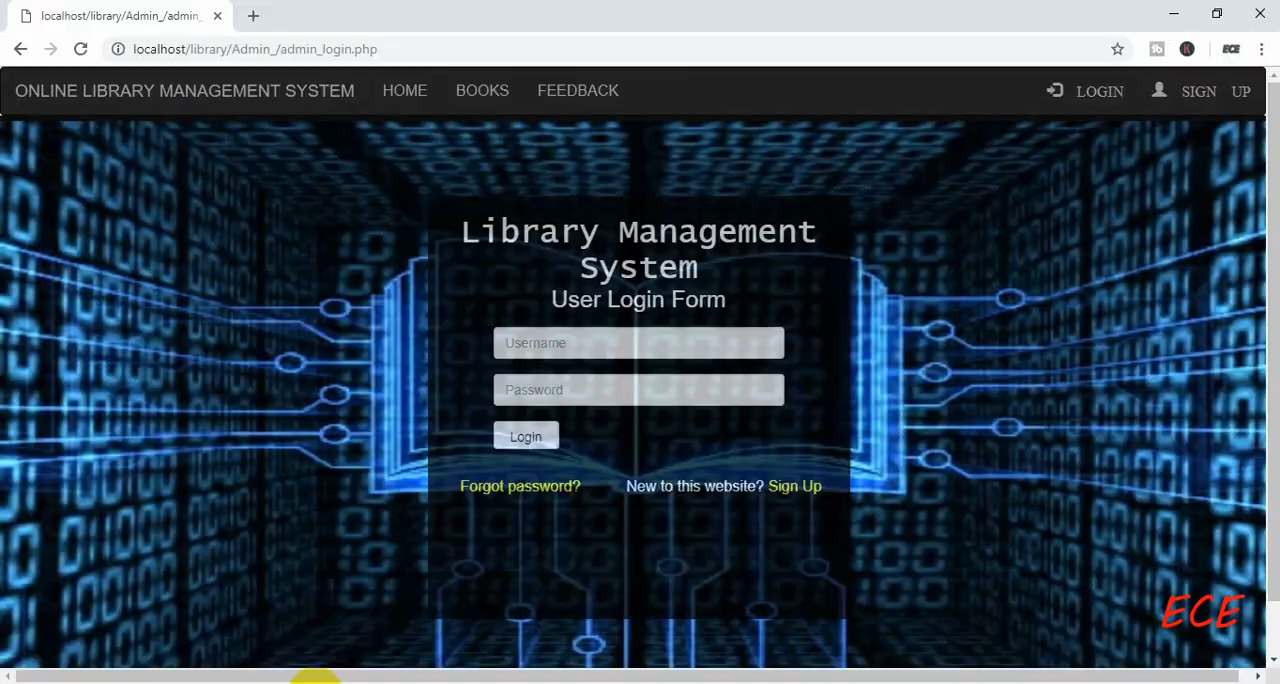 localhost/library/Admin_/admin_
localhost/library/Admin_/admin_login.php
ECE
ONLINE LIBRARY MANAGEMENT SYSTEM HOME BOOKS FEEDBACK LOGIN SIGN UP
Library Management
System
User Login Form
Username
Password
Login
Forgot password? New to this website? Sign Up
ECE